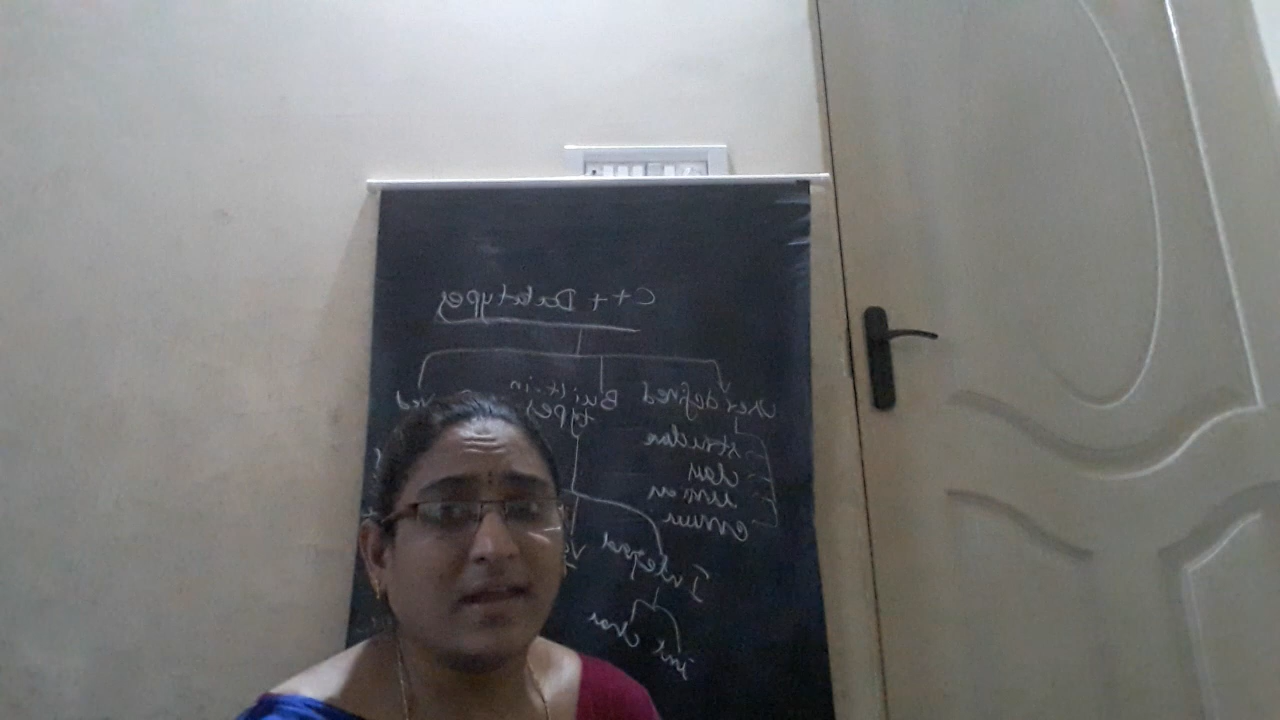 C++ Datatypes
User defined
Built-in
types
structure
class
union
enum
Integral
int char